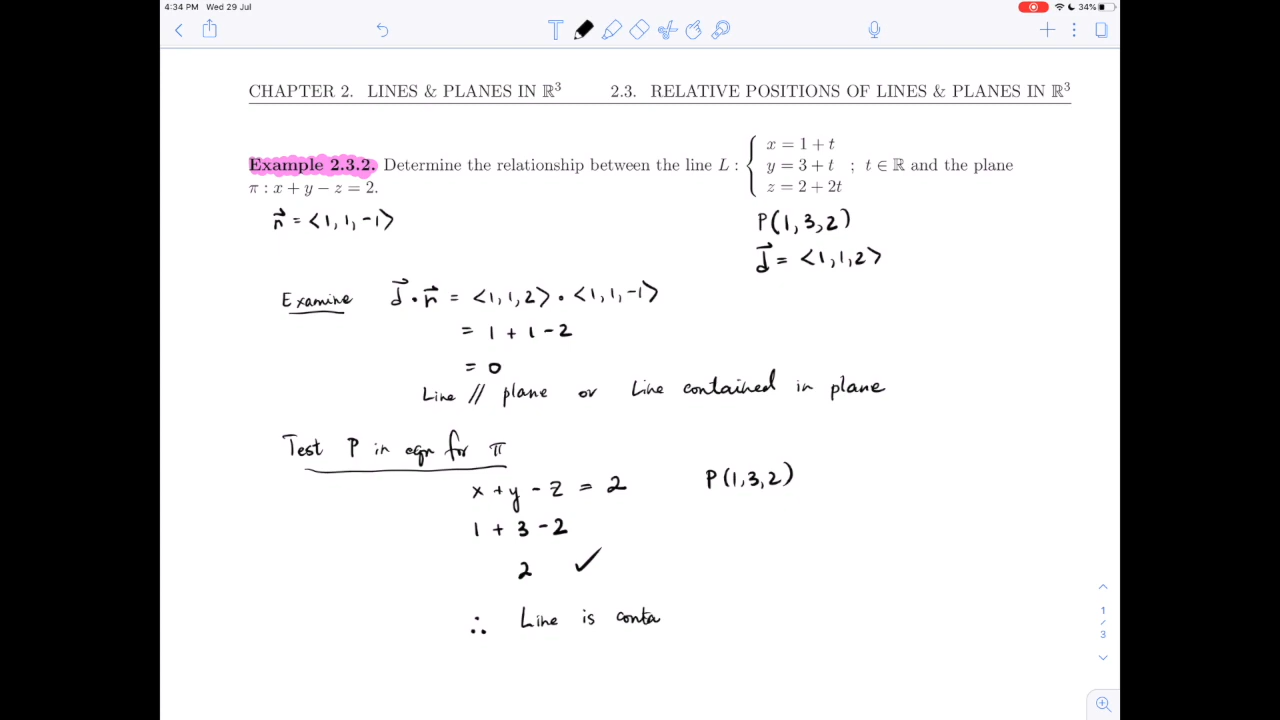 4:34 PM Wed 29 Jul 34%
CHAPTER 2. LINES & PLANES IN ℝ³ 2.3. RELATIVE POSITIONS OF LINES & PLANES IN ℝ³
x = 1 + t
Example 2.3.2. Determine the relationship between the line L : { y = 3 + t ; t ∈ ℝ and the plane
z = 2 + 2t
π : x + y − z = 2.
n⃗ = <1, 1, -1>
P(1, 3, 2)
d⃗ = <1, 1, 2>
Examine d⃗ • n⃗ = <1, 1, 2> • <1, 1, -1>
= 1 + 1 - 2
= 0
Line // plane or Line contained in plane
Test P in eqn for π
x + y - z = 2 P(1, 3, 2)
1 + 3 - 2
2 ✓
∴ Line is conta
1
/
3